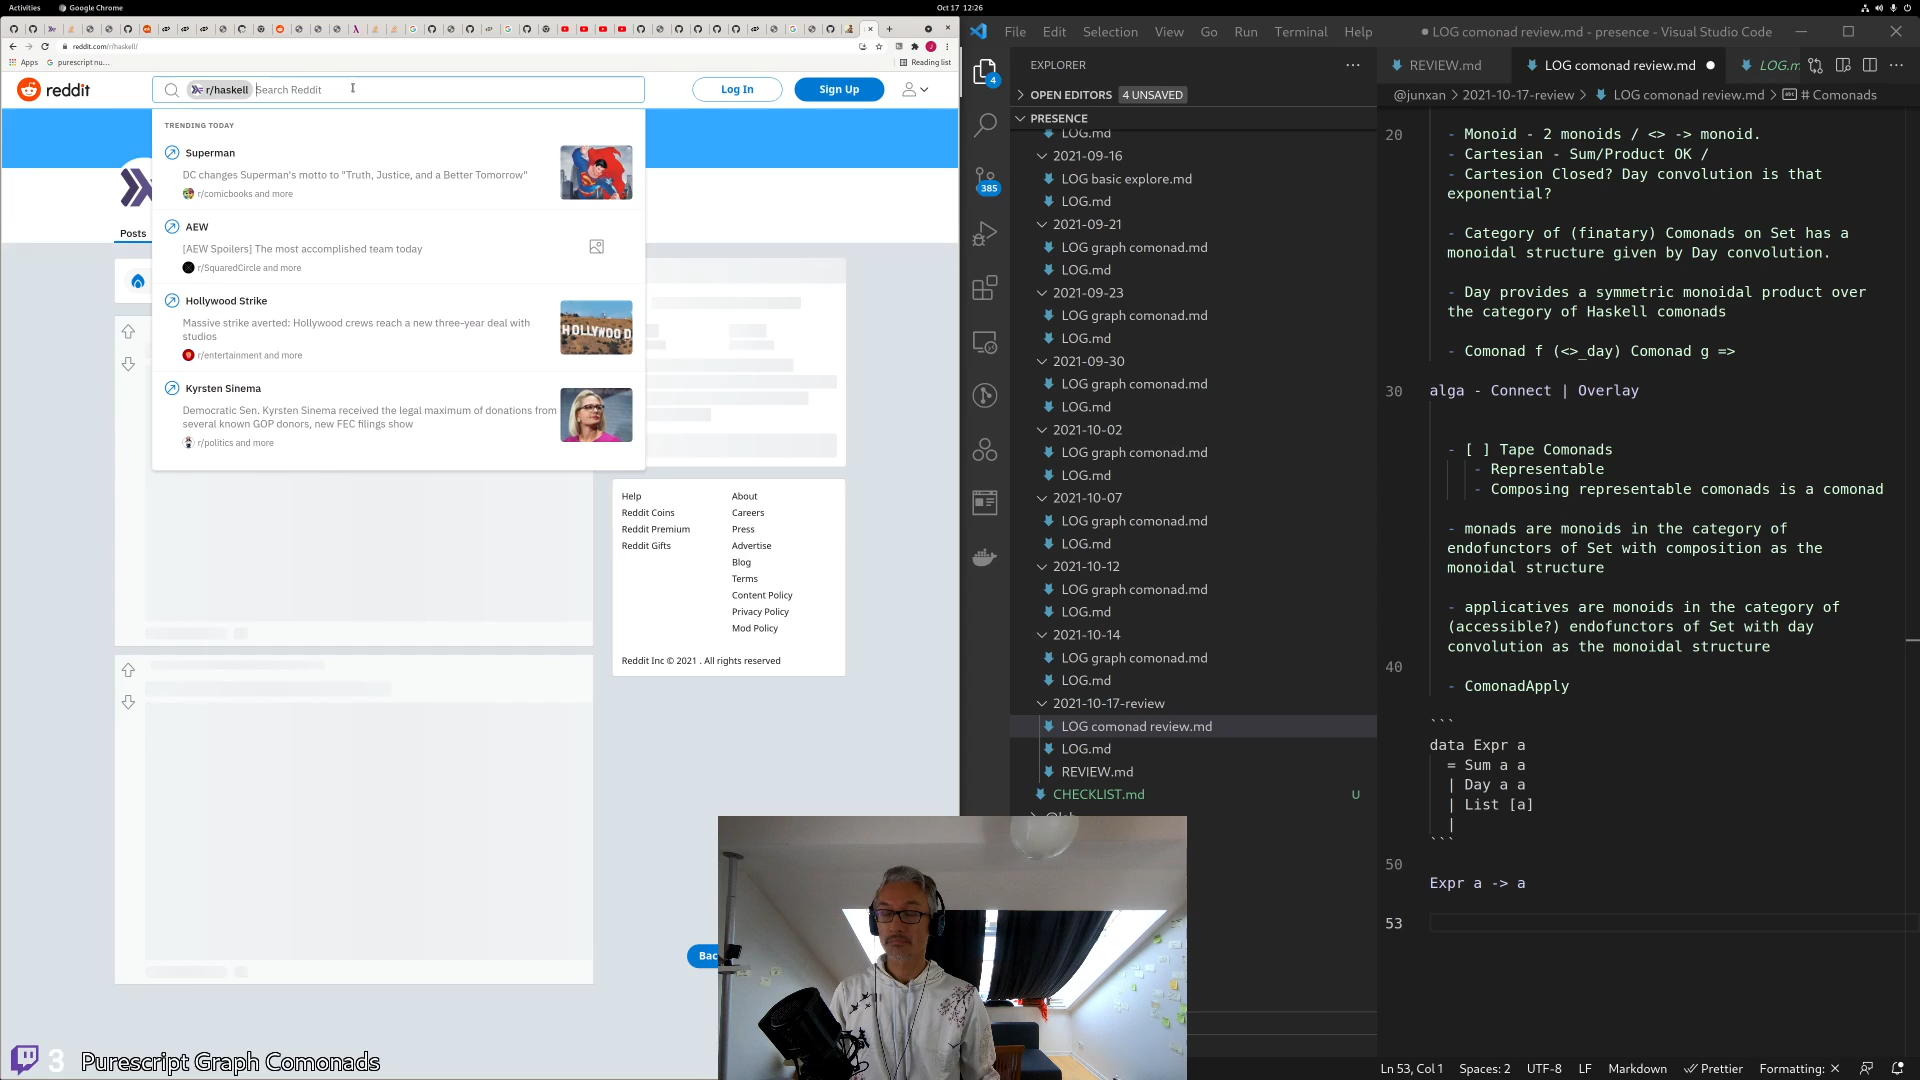 Activities
Google Chrome
Oct 17 12:26
reddit.com/r/haskell/
Apps
purescript nu...
Reading list
reddit
r/haskell
Search Reddit
Log In
Sign Up
TRENDING TODAY
Superman
DC changes Superman's motto to "Truth, Justice, and a Better Tomorrow"
r/comicbooks and more
AEW
[AEW Spoilers] The most accomplished team today
r/SquaredCircle and more
Hollywood Strike
Massive strike averted: Hollywood crews reach a new three-year deal with
studios
r/entertainment and more
HOLLYWOOD
Kyrsten Sinema
Democratic Sen. Kyrsten Sinema received the legal maximum of donations from
several known GOP donors, new FEC filings show
r/politics and more
Posts
Help
About
Reddit Coins
Careers
Reddit Premium
Press
Reddit Gifts
Advertise
Blog
Terms
Content Policy
Privacy Policy
Mod Policy
Reddit Inc © 2021 . All rights reserved
Bac
3 Purescript Graph Comonads
File Edit Selection View Go Run Terminal Help
● LOG comonad review.md - presence - Visual Studio Code
4
385
EXPLORER
OPEN EDITORS 4 UNSAVED
PRESENCE
LOG.md
2021-09-16
LOG basic explore.md
LOG.md
2021-09-21
LOG graph comonad.md
LOG.md
2021-09-23
LOG graph comonad.md
LOG.md
2021-09-30
LOG graph comonad.md
LOG.md
2021-10-02
LOG graph comonad.md
LOG.md
2021-10-07
LOG graph comonad.md
LOG.md
2021-10-12
LOG graph comonad.md
LOG.md
2021-10-14
LOG graph comonad.md
LOG.md
2021-10-17-review
LOG comonad review.md
LOG.md
REVIEW.md
CHECKLIST.md U
REVIEW.md
LOG comonad review.md
LOG.m
@junxan > 2021-10-17-review > LOG comonad review.md > # Comonads
20 - Monoid - 2 monoids / <> -> monoid.
- Cartesian - Sum/Product OK /
- Cartesion Closed? Day convolution is that
exponential?
- Category of (finatary) Comonads on Set has a
monoidal structure given by Day convolution.
- Day provides a symmetric monoidal product over
the category of Haskell comonads
- Comonad f (<>_day) Comonad g =>
30 alga - Connect | Overlay
- [ ] Tape Comonads
- Representable
- Composing representable comonads is a comonad
- monads are monoids in the category of
endofunctors of Set with composition as the
monoidal structure
- applicatives are monoids in the category of
(accessible?) endofunctors of Set with day
convolution as the monoidal structure
40
- ComonadApply
```
data Expr a
= Sum a a
| Day a a
| List [a]
|
```
50
Expr a -> a
53
Ln 53, Col 1
Spaces: 2
UTF-8
LF
Markdown
Prettier
Formating: ×